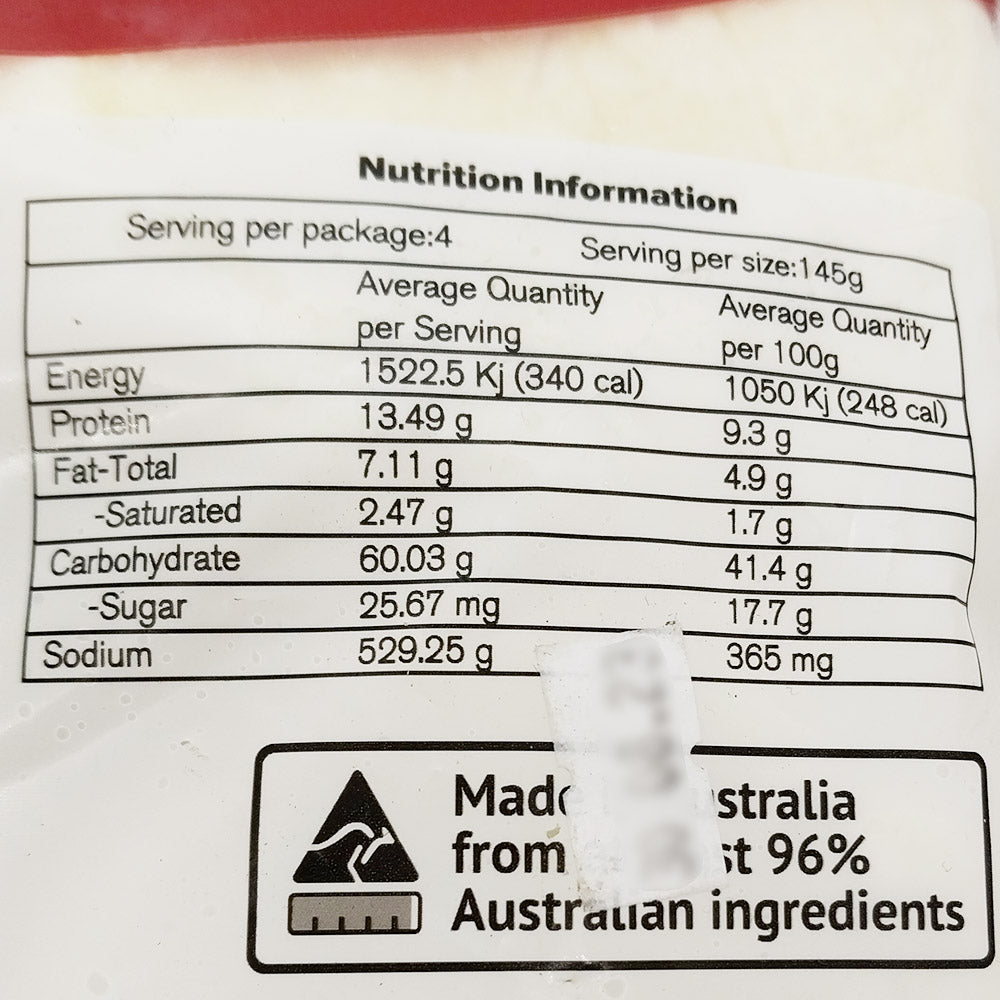 Nutrition Information
Serving per package:4 Serving per size:145g
Average Quantity per Serving Average Quantity per 100g
Energy 1522.5 Kj (340 cal) 1050 Kj (248 cal)
Protein 13.49 g 9.3 g
Fat-Total 7.11 g 4.9 g
-Saturated 2.47 g 1.7 g
Carbohydrate 60.03 g 41.4 g
-Sugar 25.67 mg 17.7 g
Sodium 529.25 g 365 mg
Made stralia
from st 96%
Australian ingredients